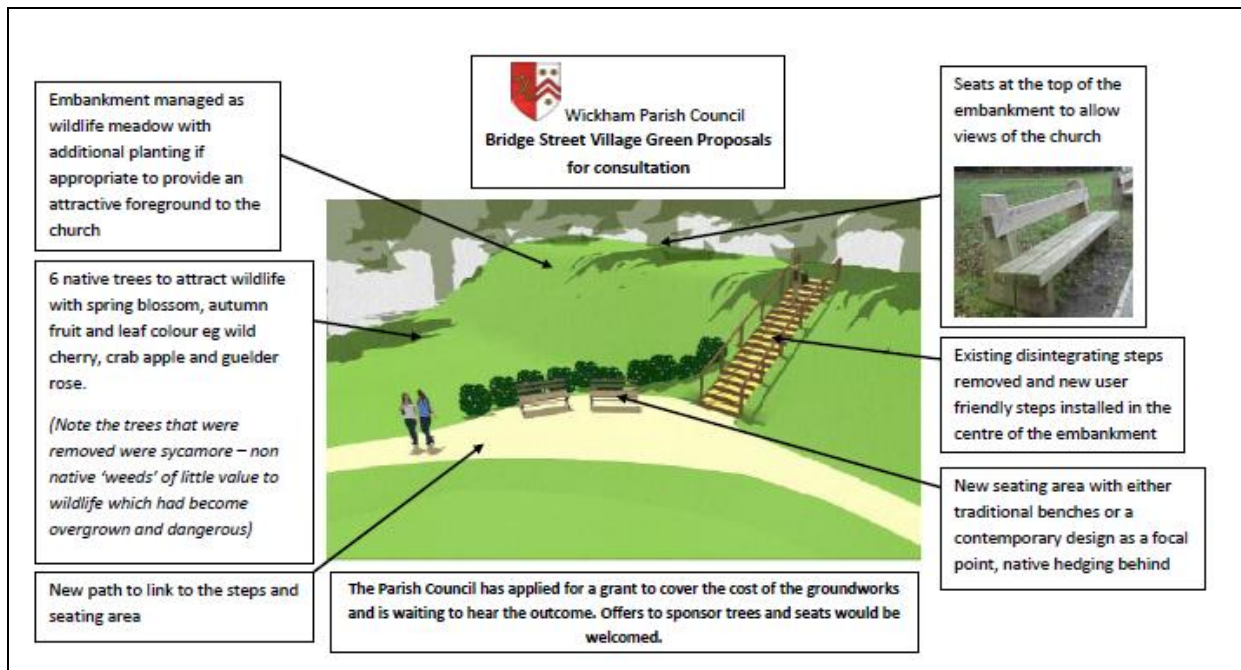 Wickham Parish Council
Bridge Street Village Green Proposals
for consultation
Embankment managed as
wildlife meadow with
additional planting if
appropriate to provide an
attractive foreground to the
church
6 native trees to attract wildlife
with spring blossom, autumn
fruit and leaf colour eg wild
cherry, crab apple and guelder
rose.
(Note the trees that were
removed were sycamore – non
native ‘weeds’ of little value to
wildlife which had become
overgrown and dangerous)
New path to link to the steps and
seating area
Seats at the top of the
embankment to allow
views of the church
Existing disintegrating steps
removed and new user
friendly steps installed in the
centre of the embankment
New seating area with either
traditional benches or a
contemporary design as a focal
point, native hedging behind
The Parish Council has applied for a grant to cover the cost of the groundworks
and is waiting to hear the outcome. Offers to sponsor trees and seats would be
welcomed.